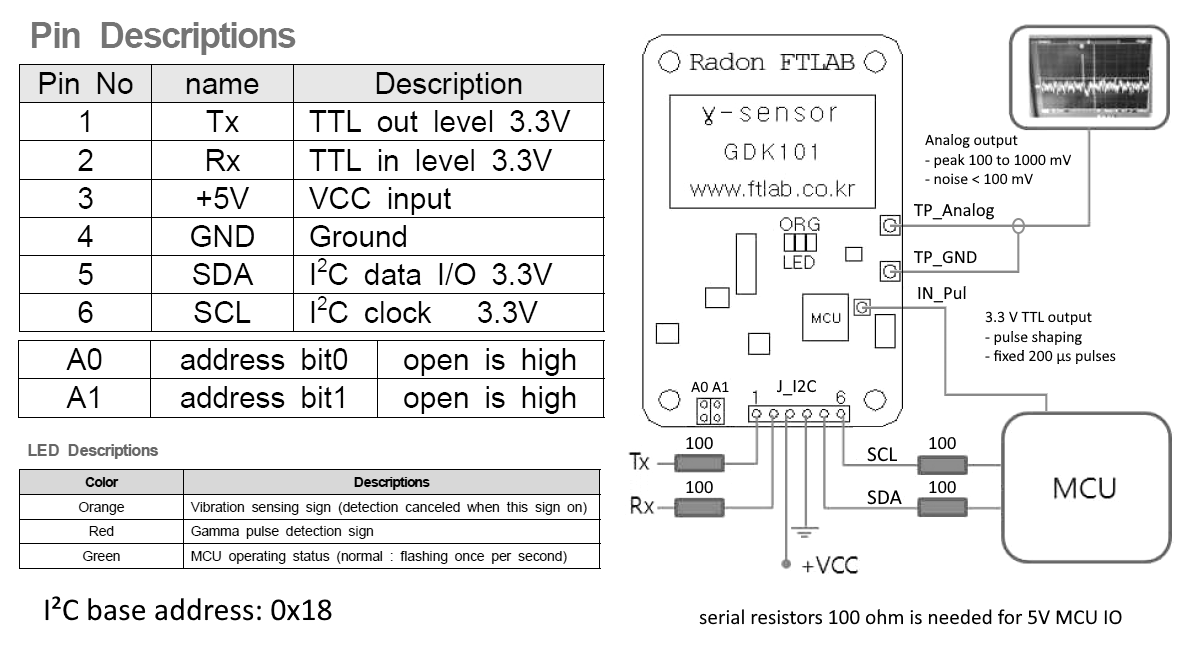 Pin Descriptions
Pin No name Description
1 Tx TTL out level 3.3V
2 Rx TTL in level 3.3V
3 +5V VCC input
4 GND Ground
5 SDA I²C data I/O 3.3V
6 SCL I²C clock 3.3V
A0 address bit0 open is high
A1 address bit1 open is high
LED Descriptions
Color Descriptions
Orange Vibration sensing sign (detection canceled when this sign on)
Red Gamma pulse detection sign
Green MCU operating status (normal : flashing once per second)
I²C base address: 0x18
Radon FTLAB
ɣ-sensor
GDK101
www.ftlab.co.kr
ORG
LED
MCU
A0 A1
J_I2C
1 6
G
G
G
Analog output
- peak 100 to 1000 mV
- noise < 100 mV
TP_Analog
TP_GND
IN_Pul
3.3 V TTL output
- pulse shaping
- fixed 200 µs pulses
Tx 100
Rx 100
SCL 100
SDA 100
MCU
+VCC
serial resistors 100 ohm is needed for 5V MCU IO